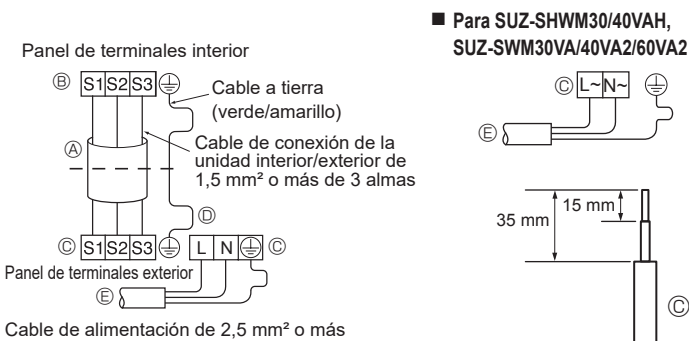 Panel de terminales interior
Ⓑ S1 S2 S3
Cable a tierra
(verde/amarillo)
Ⓐ
Cable de conexión de la
unidad interior/exterior de
1,5 mm² o más de 3 almas
Ⓓ
Ⓒ S1 S2 S3
L N Ⓒ
Panel de terminales exterior
Ⓔ
Cable de alimentación de 2,5 mm² o más
■ Para SUZ-SHWM30/40VAH,
SUZ-SWM30VA/40VA2/60VA2
Ⓒ L~ N~
Ⓔ
15 mm
35 mm
Ⓒ